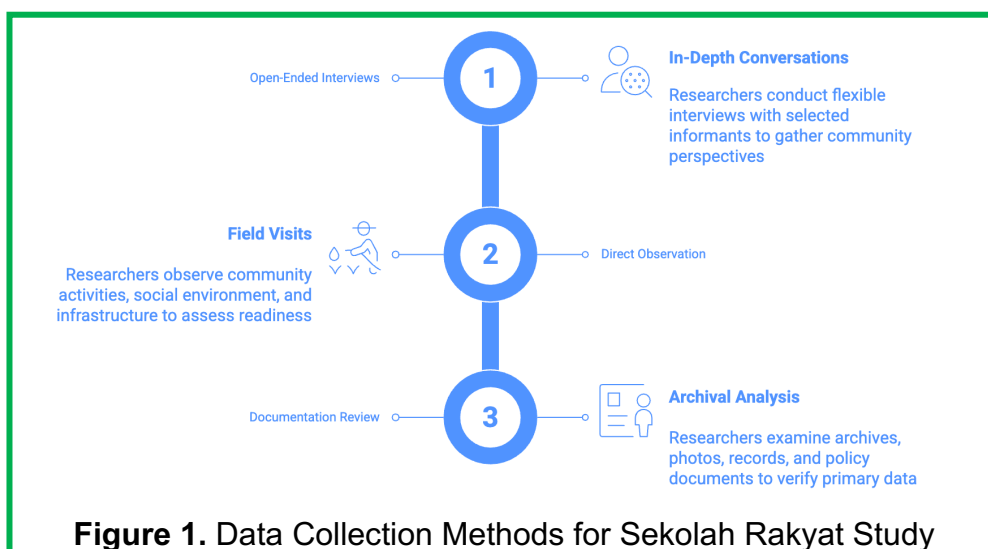 Open-Ended Interviews
1
In-Depth Conversations
Researchers conduct flexible
interviews with selected
informants to gather community
perspectives
Field Visits
Researchers observe community
activities, social environment, and
infrastructure to assess readiness
2
Direct Observation
Documentation Review
3
Archival Analysis
Researchers examine archives,
photos, records, and policy
documents to verify primary data
Figure 1. Data Collection Methods for Sekolah Rakyat Study